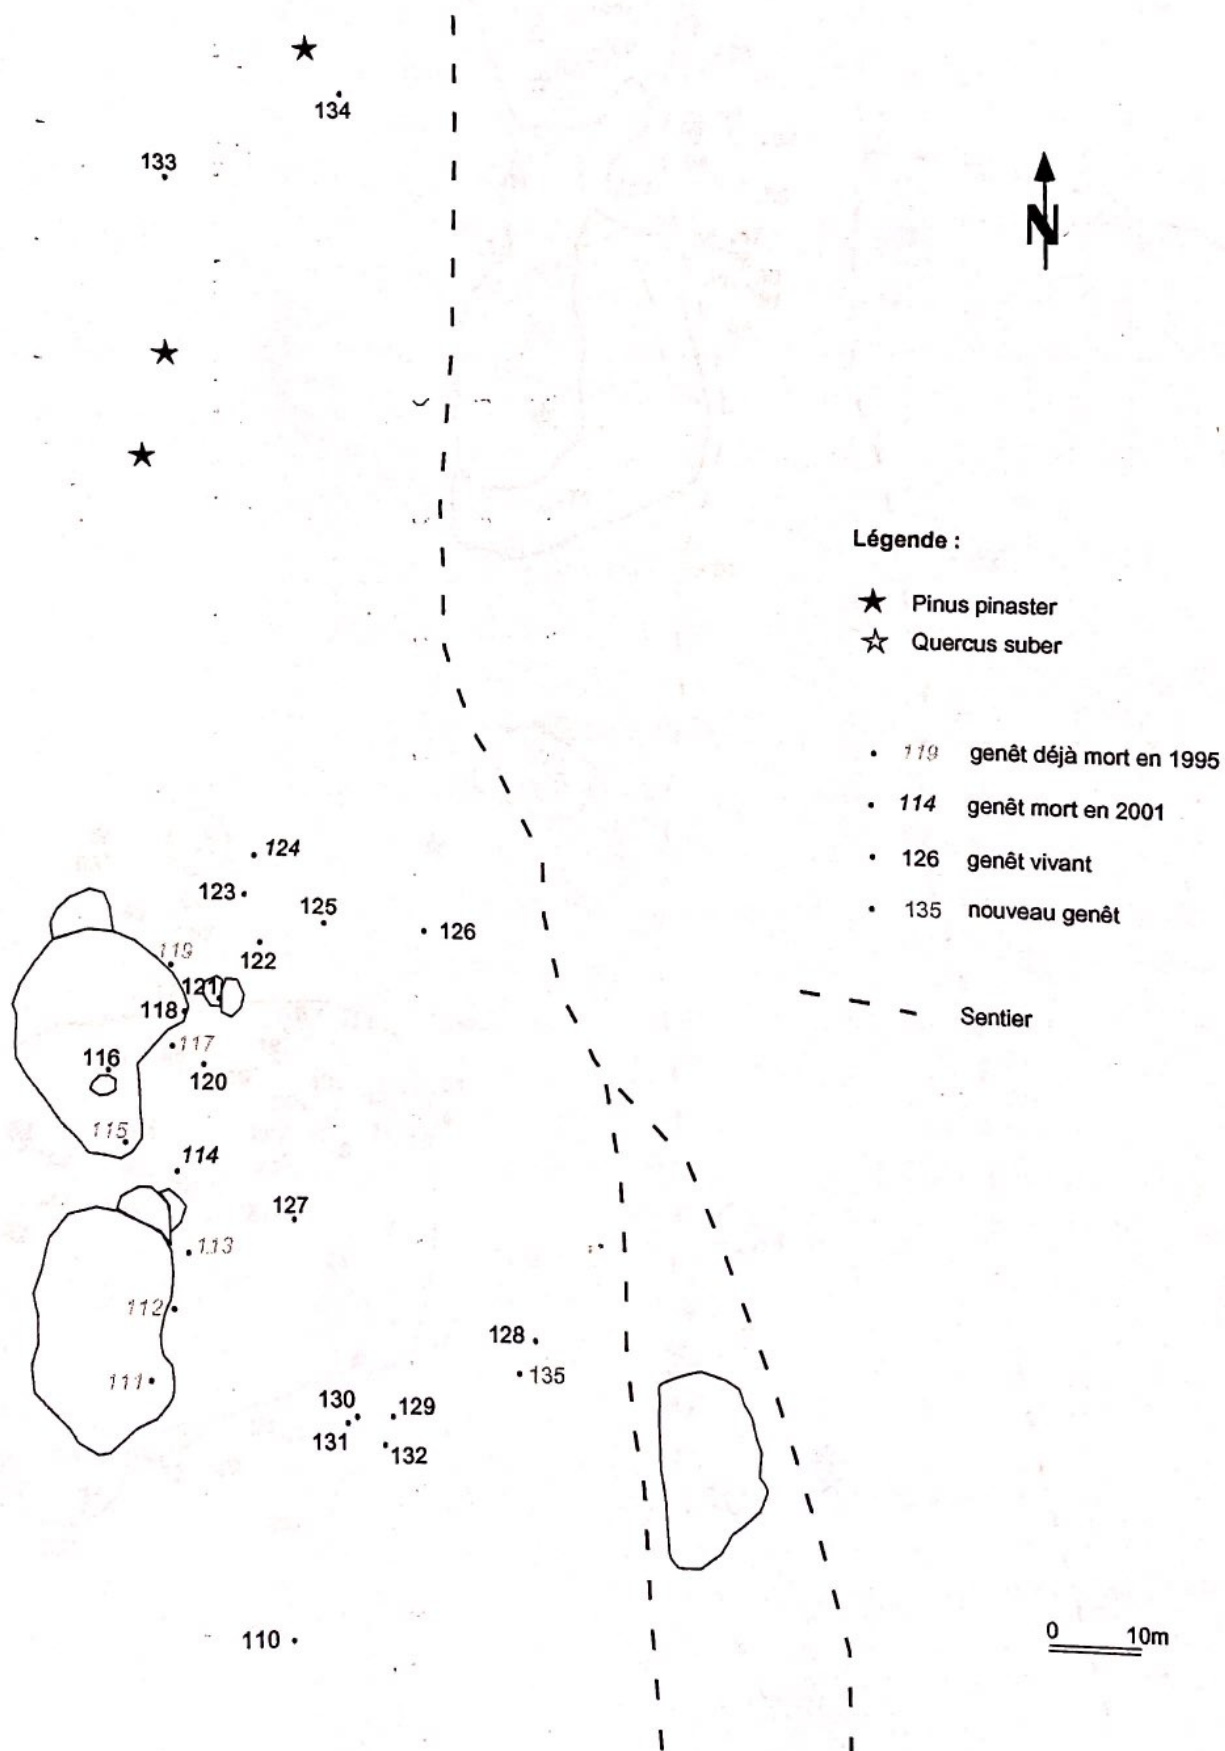 134
133
N
Légende :
Pinus pinaster
Quercus suber
119 genêt déjà mort en 1995
114 genêt mort en 2001
126 genêt vivant
135 nouveau genêt
Sentier
124
123
125
126
119
122
121
118
117
116
120
115
114
127
113
112
128
111
135
130
129
131
132
110
0 10m